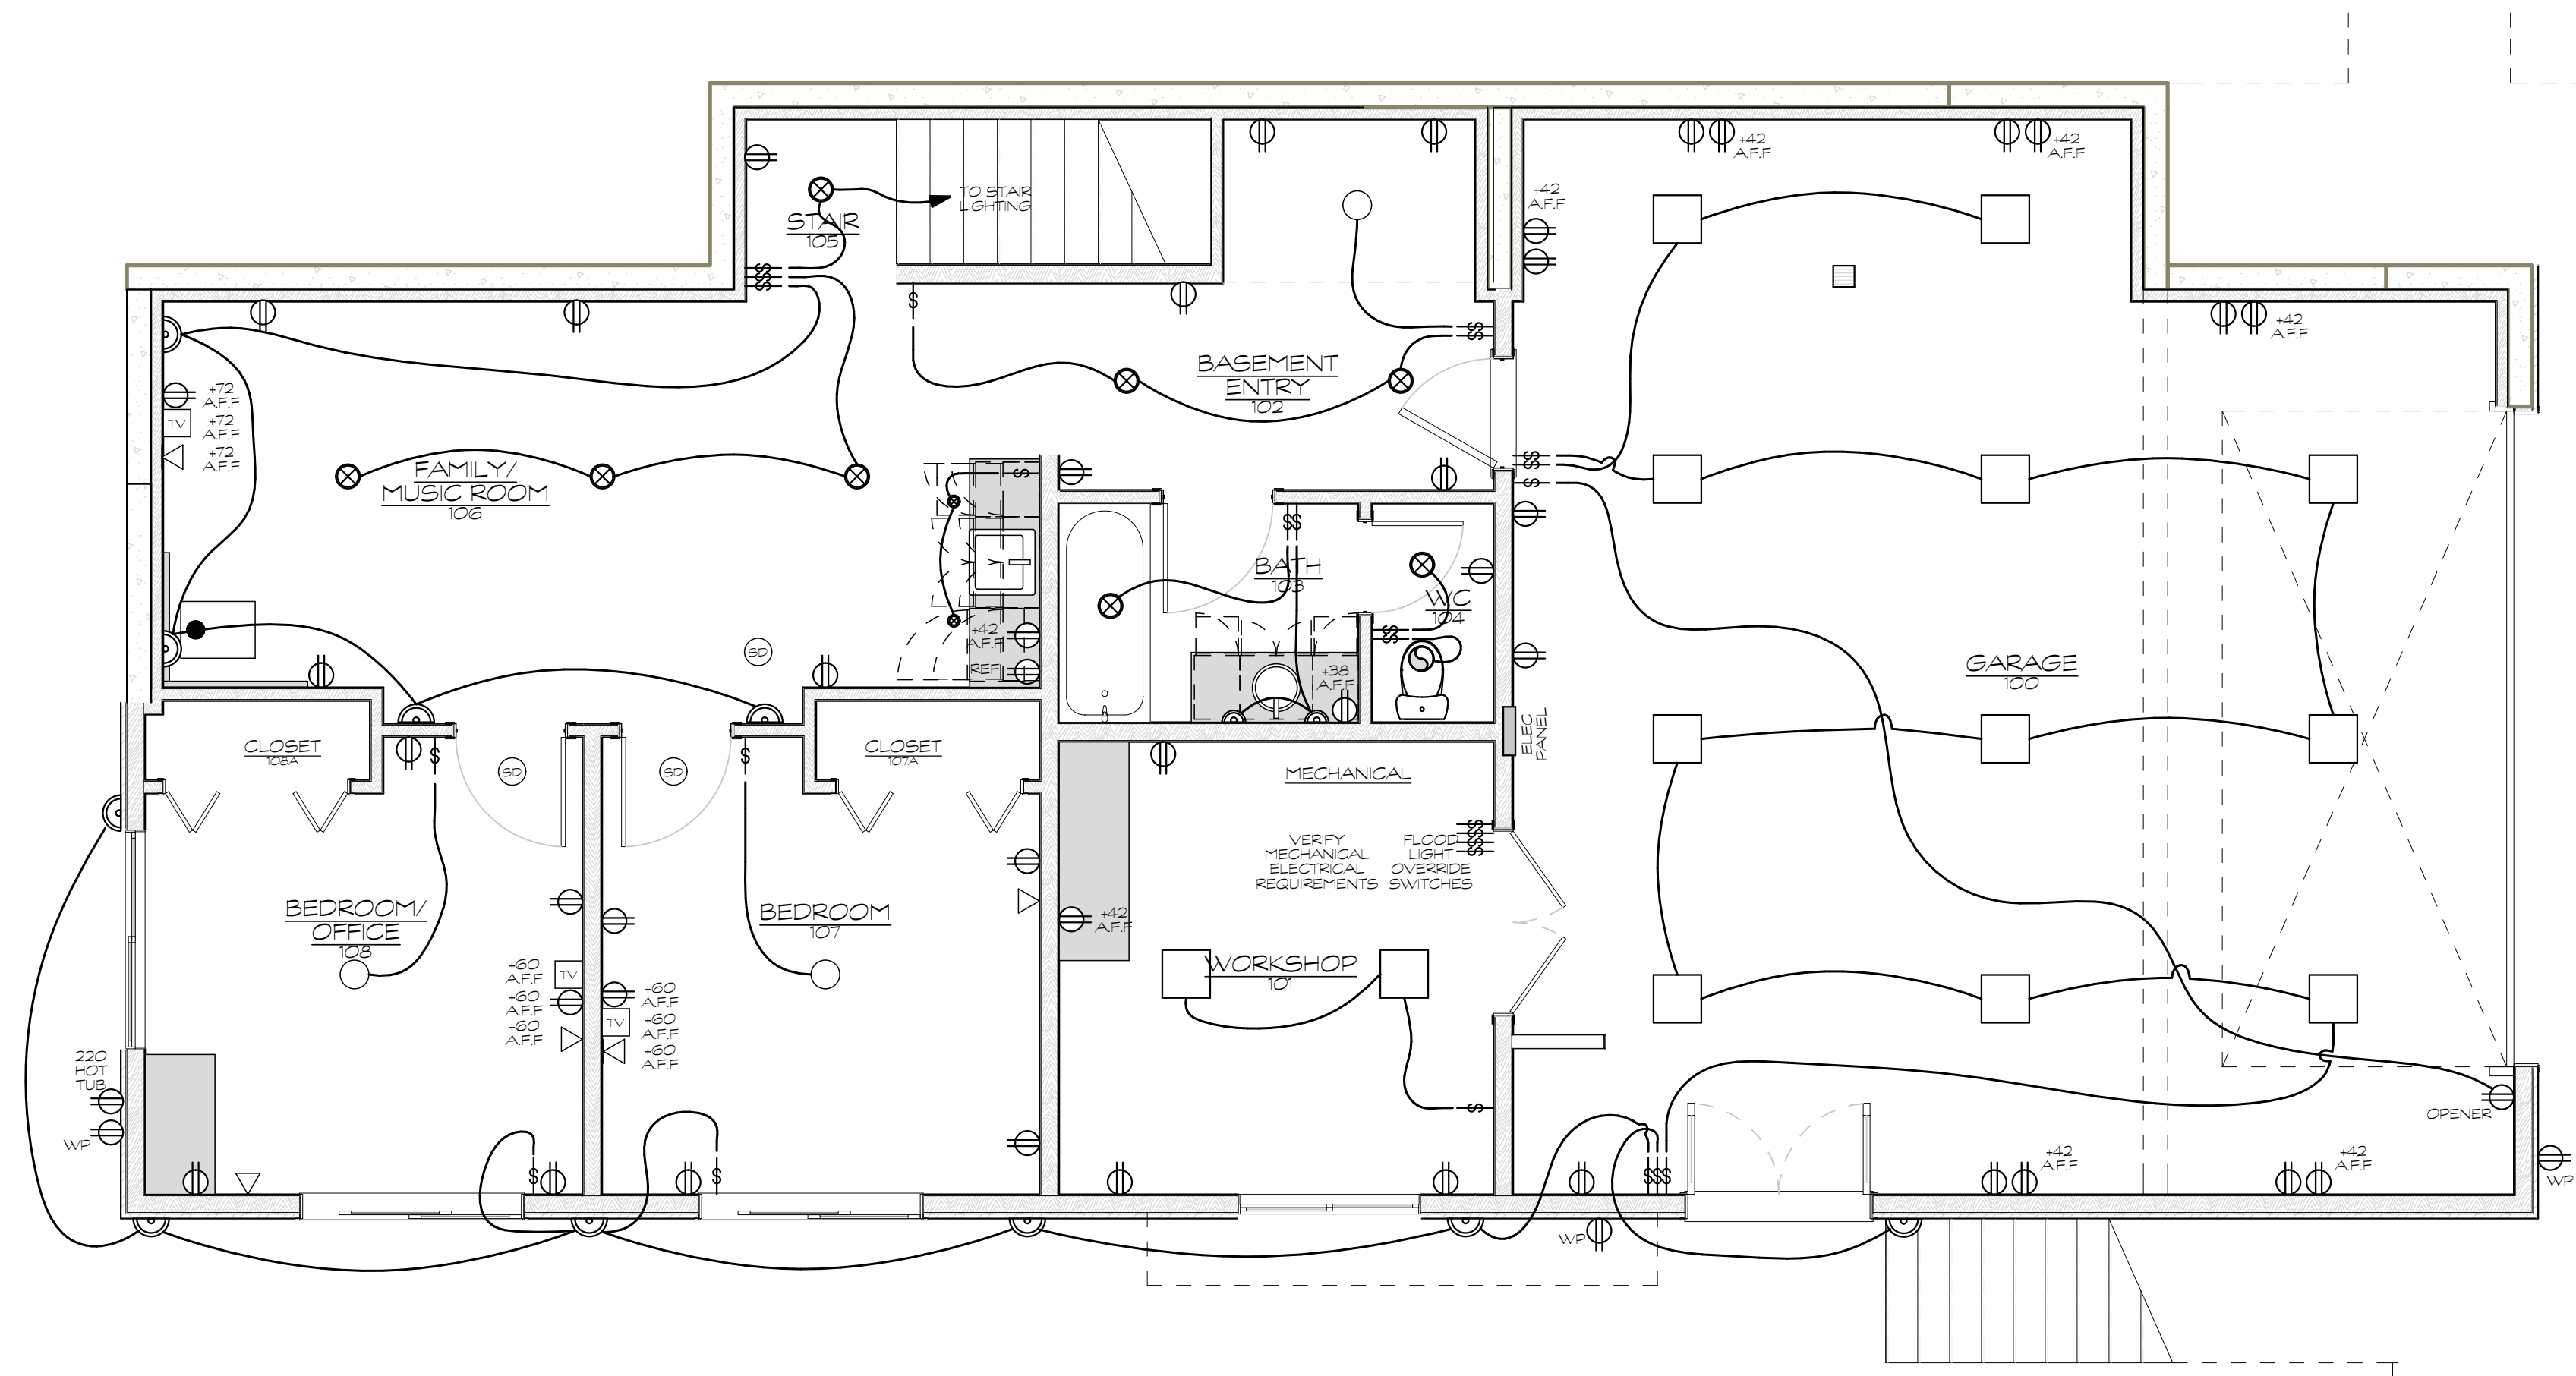 +42
A.F.F
+42
A.F.F
TO STAIR
LIGHTING
+42
A.F.F
STAIR
105
S
S
S
S
+42
A.F.F
S
S
BASEMENT
ENTRY
102
+72
A.F.F
TV
+72
A.F.F
+72
A.F.F
FAMILY/
MUSIC ROOM
106
S
S
S
S
S
S
BATH
103
WC
104
S
S
+42
A.F.F
REF
SD
+38
A.F.F
GARAGE
100
ELEC
PANEL
CLOSET
108A
S
SD
SD
S
CLOSET
107A
MECHANICAL
VERIFY
MECHANICAL
ELECTRICAL
REQUIREMENTS
FLOOD
LIGHT
OVERRIDE
SWITCHES
S
S
S
S
BEDROOM/
OFFICE
108
BEDROOM
107
+42
A.F.F
WORKSHOP
101
+60
A.F.F
TV
+60
A.F.F
+60
A.F.F
+60
A.F.F
TV
+60
A.F.F
+60
A.F.F
220
HOT
TUB
WP
S
OPENER
S
S
S
S
S
+42
A.F.F
+42
A.F.F
WP
WP